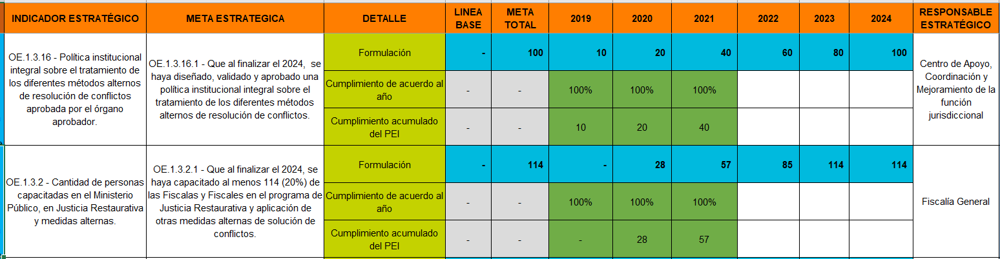 INDICADOR ESTRATÉGICO META ESTRATEGICA DETALLE LINEA BASE META TOTAL 2019 2020 2021 2022 2023 2024 RESPONSABLE ESTRATÉGICO
OE.1.3.16 - Política institucional
integral sobre el tratamiento de
los diferentes métodos alternos
de resolución de conflictos
aprobada por el órgano
aprobador.
OE.1.3.16.1 - Que al finalizar el 2024, se
haya diseñado, validado y aprobado una
política institucional integral sobre el
tratamiento de los diferentes métodos
alternos de resolución de conflictos.
Formulación - 100 10 20 40 60 80 100
Cumplimiento de acuerdo al
año - - 100% 100% 100%
Cumplimiento acumulado
del PEI - - 10 20 40
Centro de Apoyo,
Coordinación y
Mejoramiento de la
función
jurisdiccional
OE.1.3.2 - Cantidad de personas
capacitadas en el Ministerio
Público, en Justicia Restaurativa
y medidas alternas.
OE.1.3.2.1 - Que al finalizar el 2024, se
haya capacitado al menos 114 (20%) de
las Fiscalas y Fiscales en el programa de
Justicia Restaurativa y aplicación de
otras medidas alternas de solución de
conflictos.
Formulación - 114 - 28 57 85 114 114
Cumplimiento de acuerdo al
año - - 100% 100% 100%
Cumplimiento acumulado
del PEI - - - 28 57
Fiscalía General